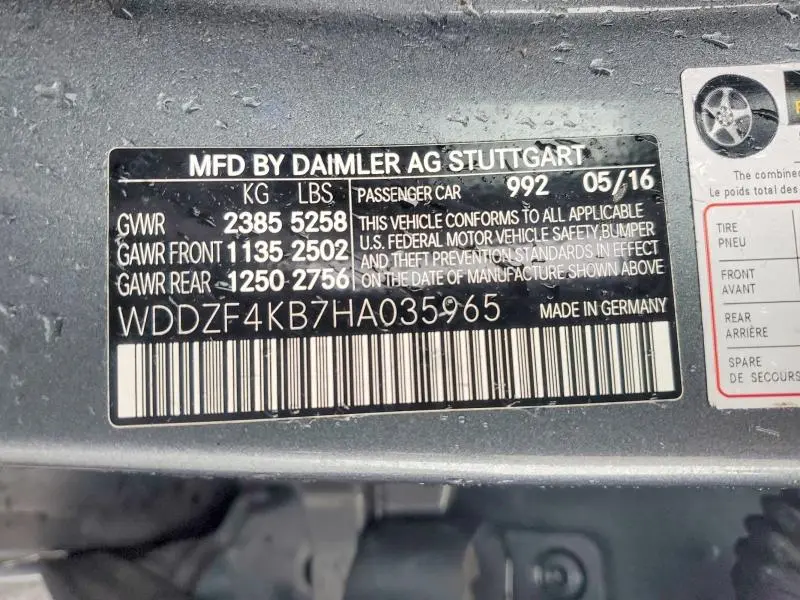 MFD BY DAIMLER AG STUTTGART
KG LBS
GVWR 2385 5258
GAWR FRONT 1135 2502
GAWR REAR 1250 2756
PASSENGER CAR 992 05/16
THIS VEHICLE CONFORMS TO ALL APPLICABLE
U.S. FEDERAL MOTOR VEHICLE SAFETY, BUMPER
AND THEFT PREVENTION STANDARDS IN EFFECT
ON THE DATE OF MANUFACTURE SHOWN ABOVE
WDDZF4KB7HA035965 MADE IN GERMANY
The combined
Le poids total des
TIRE
PNEU
FRONT
AVANT
REAR
ARRIÈRE
SPARE
DE SECOURS